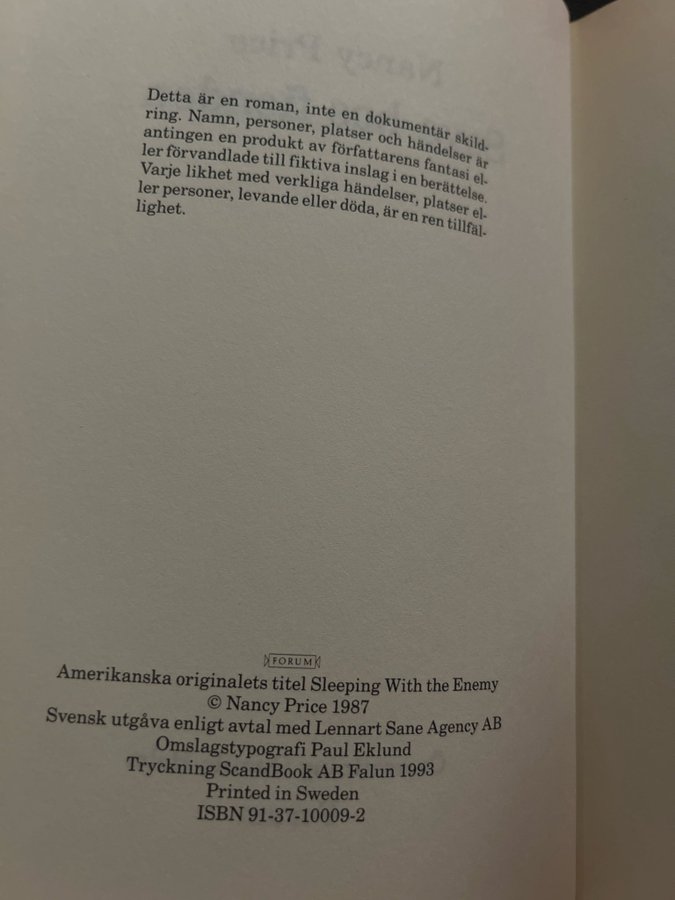 Detta är en roman, inte en dokumentär skild-
ring. Namn, personer, platser och händelser är
antingen en produkt av författarens fantasi el-
ler förvandlade till fiktiva inslag i en berättelse.
Varje likhet med verkliga händelser, platser el-
ler personer, levande eller döda, är en ren tillfäl-
lighet.
FORUM
Amerikanska originalets titel Sleeping With the Enemy
© Nancy Price 1987
Svensk utgåva enligt avtal med Lennart Sane Agency AB
Omslagstypografi Paul Eklund
Tryckning ScandBook AB Falun 1993
Printed in Sweden
ISBN 91-37-10009-2